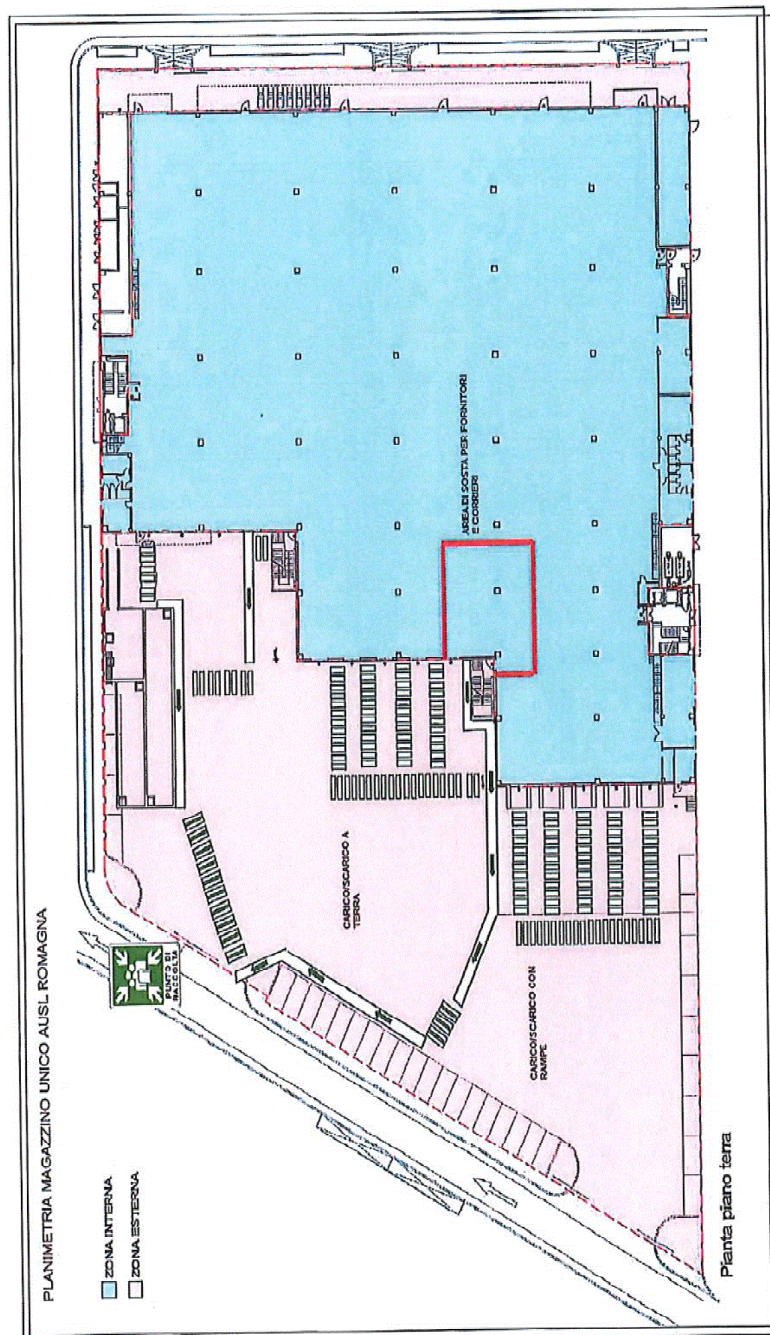 PLANIMETRIA MAGAZZINO UNICO AUSL ROMAGNA
ZONA INTERNA
ZONA ESTERNA
PUNTO DI
RACCOLTA
CARICO/SCARICO A
TERRA
AREA DI SOSTA PER FORNITORI
E CORRIERI
CARICO/SCARICO CON
RAMPE
Pianta piano terra